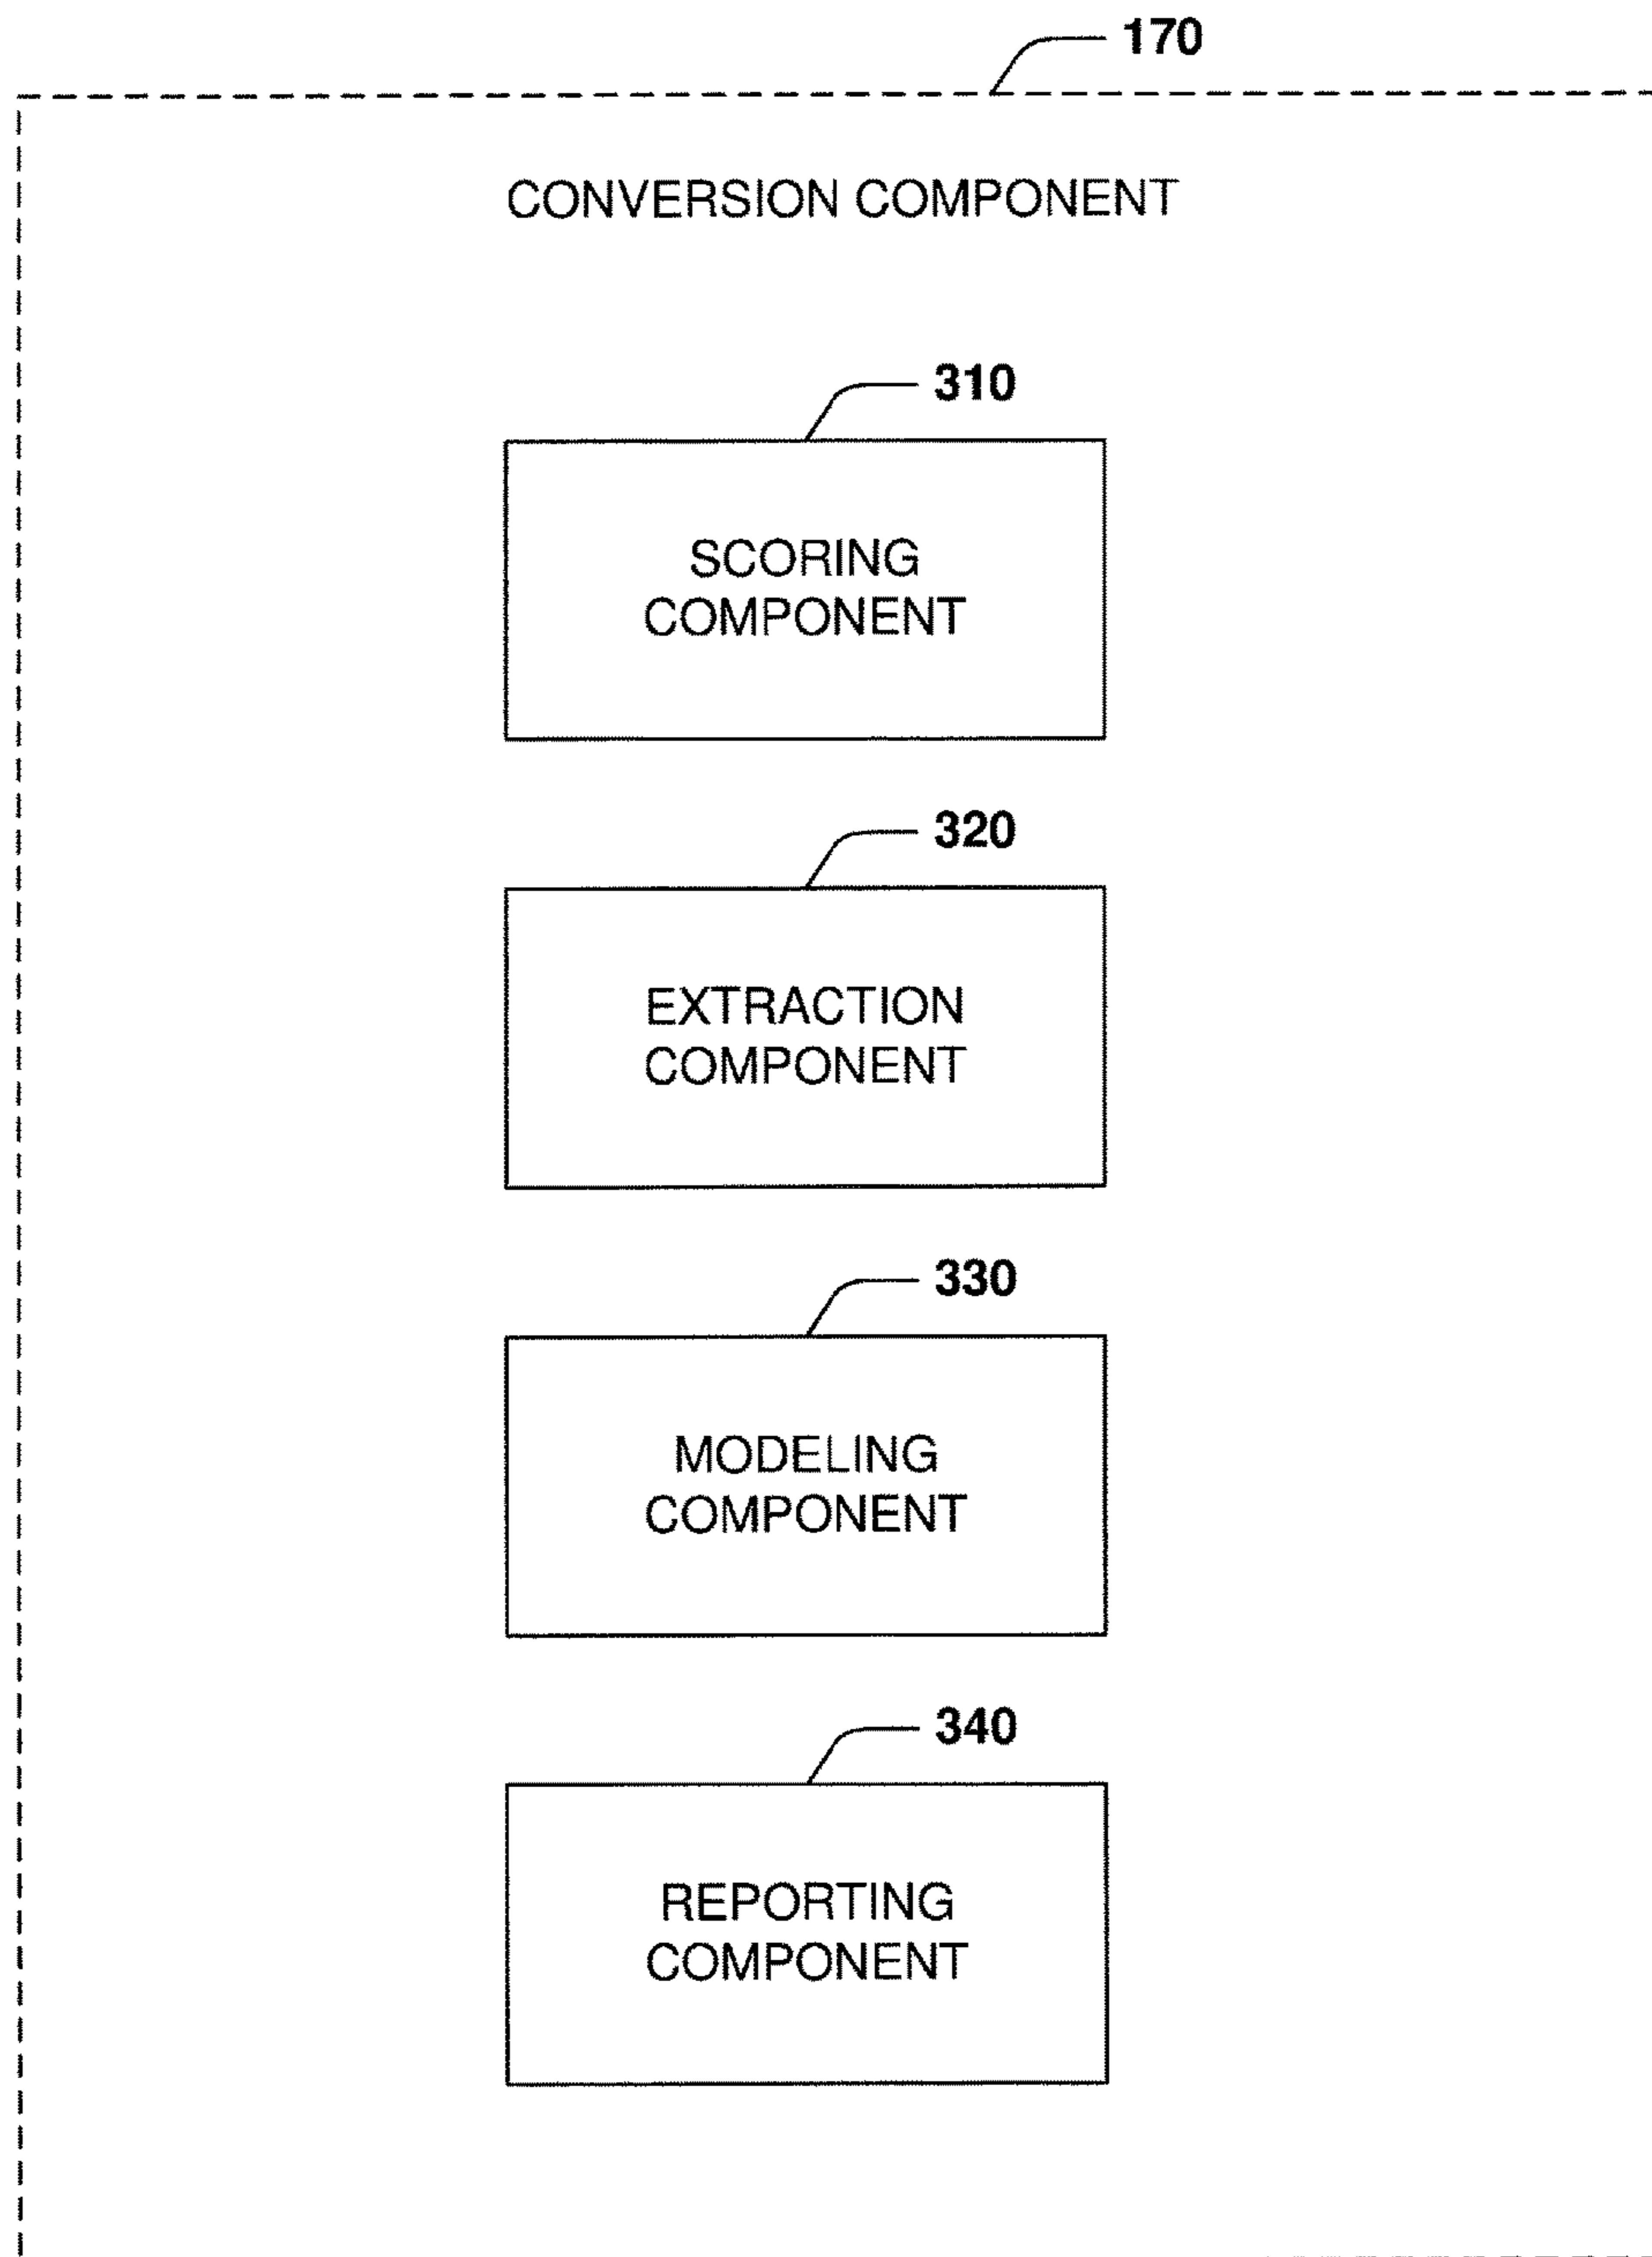 170
CONVERSION COMPONENT
310
SCORING
COMPONENT
320
EXTRACTION
COMPONENT
330
MODELING
COMPONENT
340
REPORTING
COMPONENT